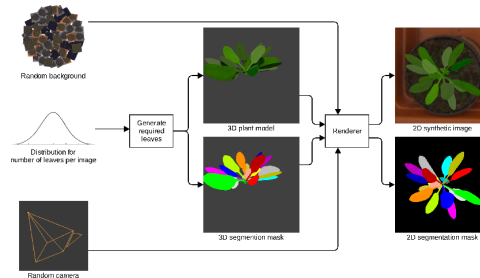 Random background
Distribution for
number of leaves per image
Random camera
Generate
required
leaves
3D plant model
3D segmention mask
Renderer
2D synthetic image
2D segmentation mask